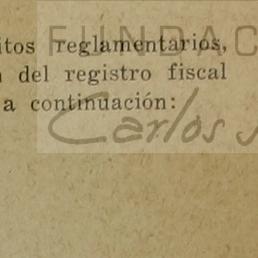 FUNDAC
itos reglamentarios,
del registro fiscal
a continuación:
Carlos